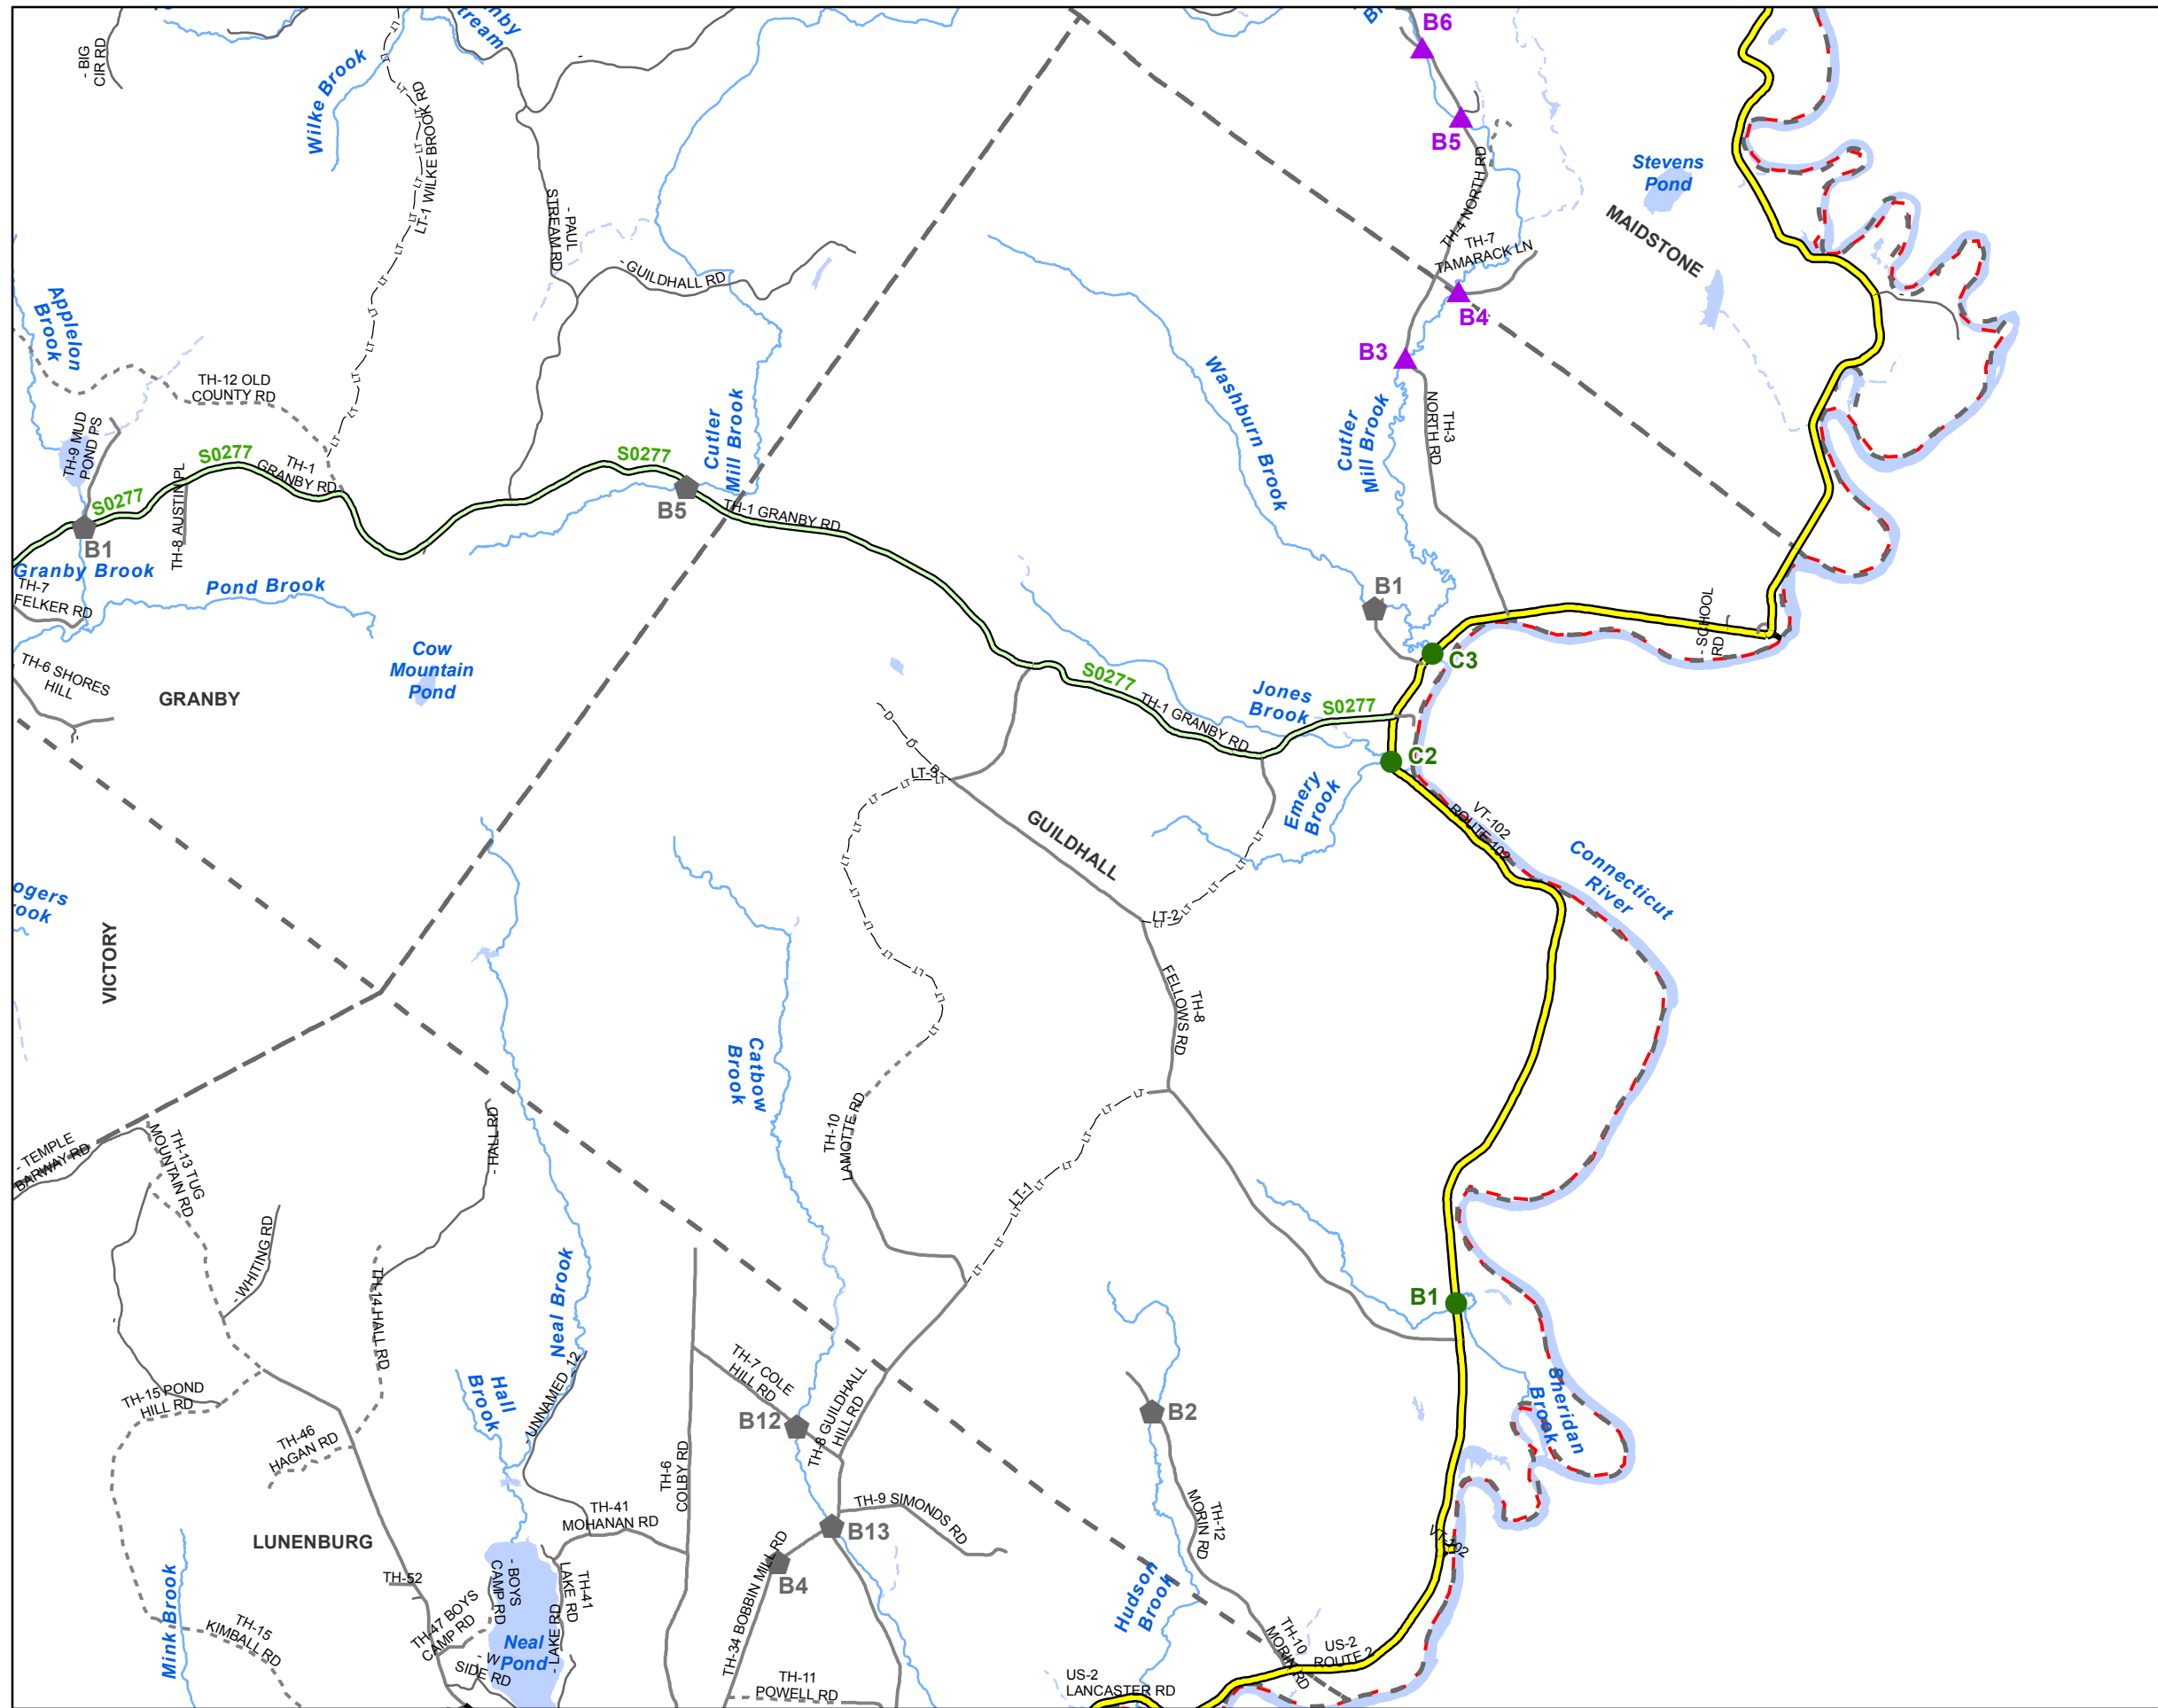 B6
- BIG
CIR RD
Wilke Brook
LT-1 WILKE BROOK RD
B5
TH-4 NORTH RD
Stevens
Pond
MAIDSTONE
- PAUL
STREAM RD
- GUILDHALL RD
TH-7
TAMARACK LN
B4
B3
Applelon
Brook
TH-12 OLD
COUNTY RD
Washburn Brook
Cutler
Mill Brook
TH-3
NORTH RD
Cutler
Mill Brook
TH-9 MUD
POND PS
S0277
TH-1
GRANBY RD
S0277
S0277
B5
TH-1 GRANBY RD
B1
TH-8 AUSTIN PL
Granby Brook
Pond Brook
TH-7
FELKER RD
B1
- SCHOOL
RD
C3
Cow
Mountain
Pond
TH-6 SHORES
HILL
GRANBY
S0277
TH-1 GRANBY RD
Jones
Brook
S0277
C2
LT-3
Emery
Brook
VT-102
ROUTE 102
GUILDHALL
Connecticut
River
LT-2
VICTORY
TH-8
FELLOWS RD
Catbow
Brook
TH-10
LAMOTTE RD
- TEMPLE
BARWAY RD
TH-13 TUG
MOUNTAIN RD
- HALL RD
LT-1
- WHITING RD
TH-14 HALL RD
Neal Brook
B1
TH-15 POND
HILL RD
Hall
Brook
- UNNAMED_12
TH-7 COLE
HILL RD
TH-8 GUILDHALL
HILL RD
B12
B2
Sheridan
Brook
TH-46
HAGAN RD
TH-6
COLBY RD
TH-41
MOHANAN RD
TH-9 SIMONDS RD
B13
TH-12
MORIN RD
VT-102
LUNENBURG
TH-52
- BOYS
CAMP RD
TH-41
LAKE RD
B4
TH-34 BOBBIN MILL RD
Hudson
Brook
Mink Brook
TH-15
KIMBALL RD
TH-47 BOYS
CAMP RD
Neal
Pond
- LAKE RD
- W
SIDE RD
TH-11
POWELL RD
TH-10
MORIN RD
US-2
ROUTE 2
US-2
LANCASTER RD